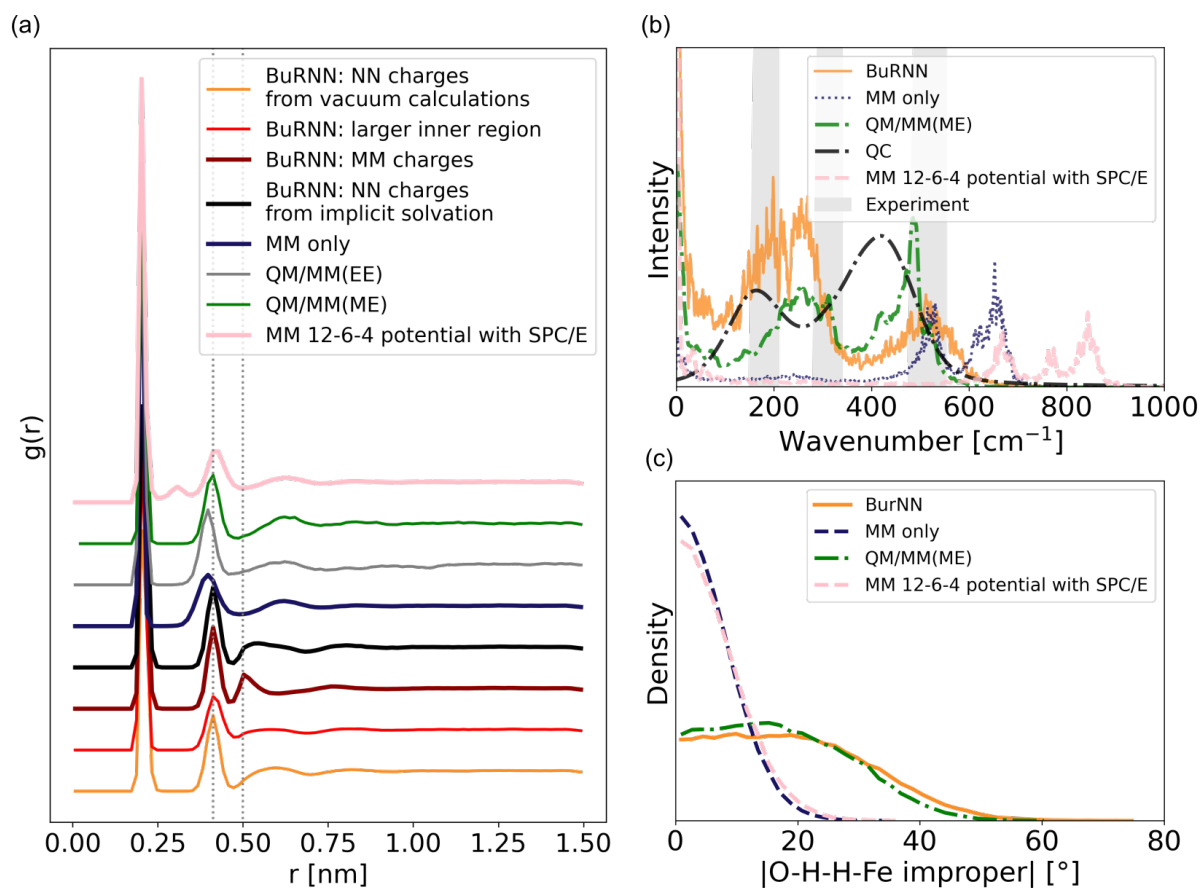 (a)
BuRNN: NN charges
from vacuum calculations
BuRNN: larger inner region
BuRNN: MM charges
BuRNN: NN charges
from implicit solvation
MM only
QM/MM(EE)
QM/MM(ME)
MM 12-6-4 potential with SPC/E
g(r)
0.00 0.25 0.50 0.75 1.00 1.25 1.50
r [nm]
(b)
BuRNN
MM only
QM/MM(ME)
QC
MM 12-6-4 potential with SPC/E
Experiment
Intensity
0 200 400 600 800 1000
Wavenumber [cm⁻¹]
(c)
BurNN
MM only
QM/MM(ME)
MM 12-6-4 potential with SPC/E
Density
0 20 40 60 80
|O-H-H-Fe improper| [°]